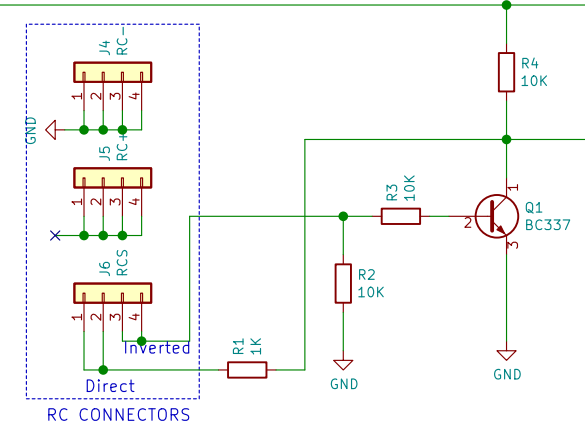 J4
RC-
1 2 3 4
GND
J5
RC+
1 2 3 4
J6
RCS
1 2 3 4
Inverted
Direct
RC CONNECTORS
R1
1K
R2
10K
GND
R3
10K
R4
10K
1
2
3
Q1
BC337
GND